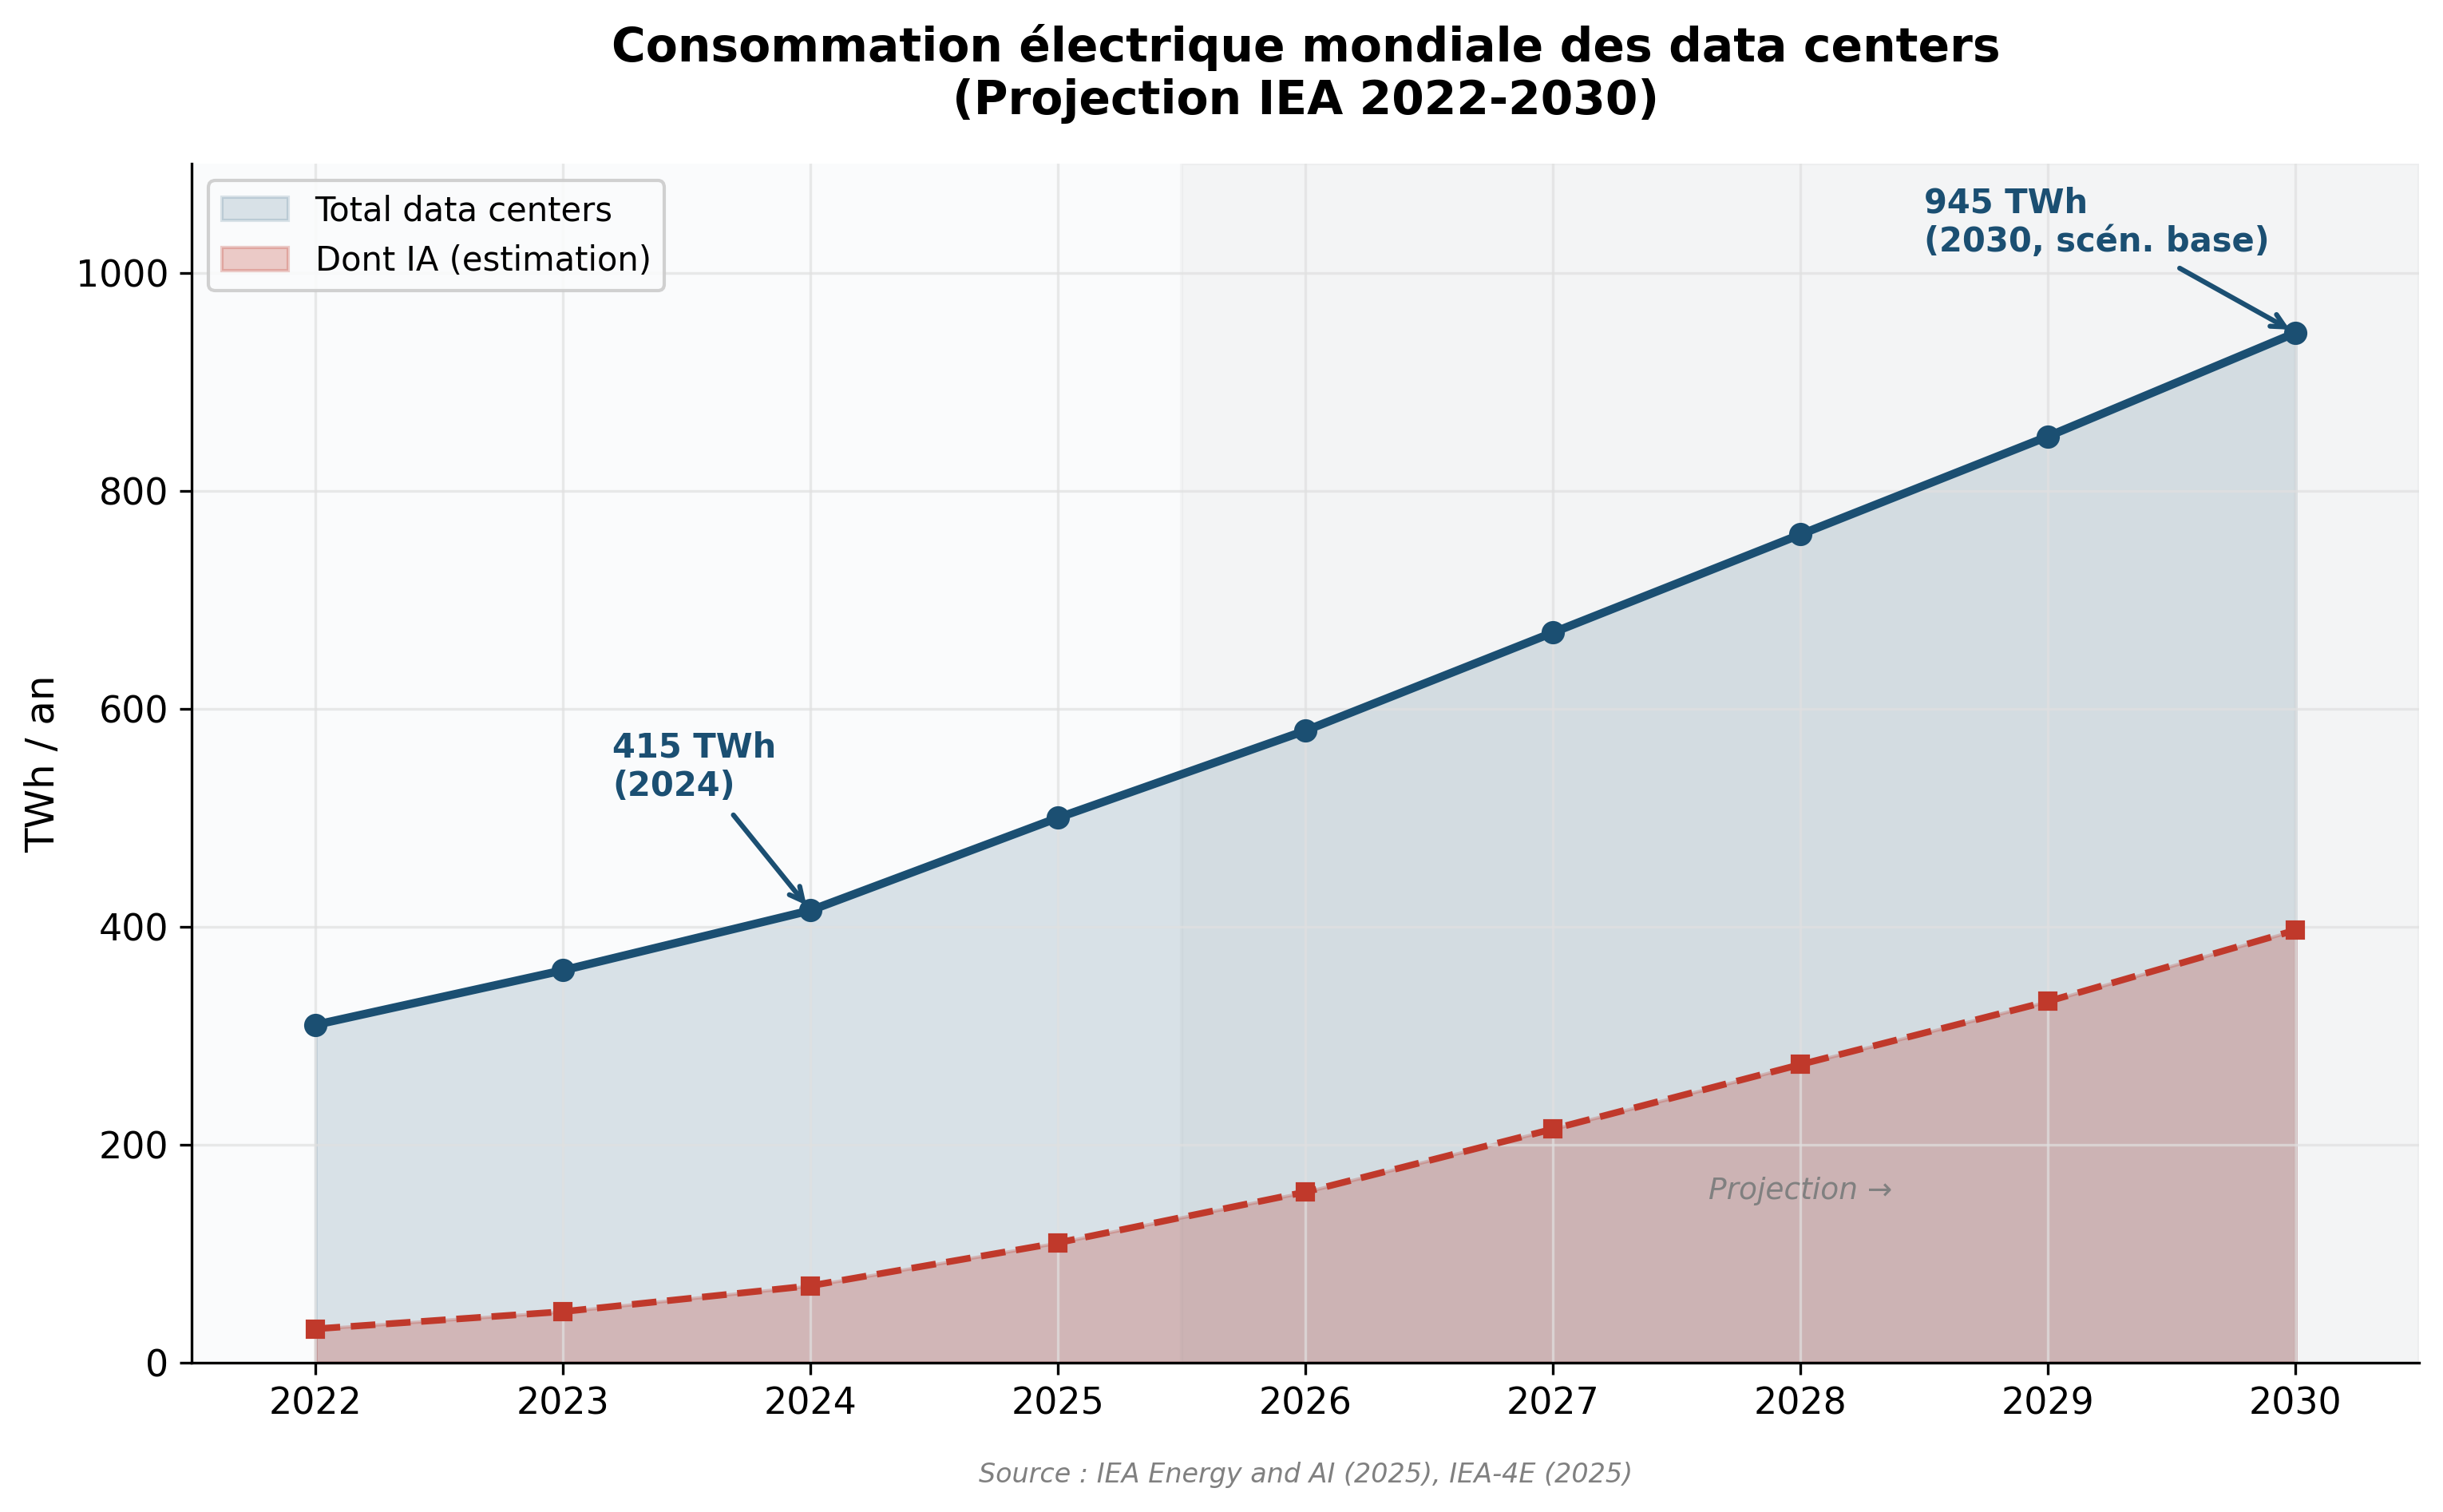 Consommation électrique mondiale des data centers
(Projection IEA 2022-2030)
Total data centers
Dont IA (estimation)
945 TWh
(2030, scén. base)
415 TWh
(2024)
Projection →
TWh / an
1000
800
600
400
200
0
2022 2023 2024 2025 2026 2027 2028 2029 2030
Source : IEA Energy and AI (2025), IEA-4E (2025)